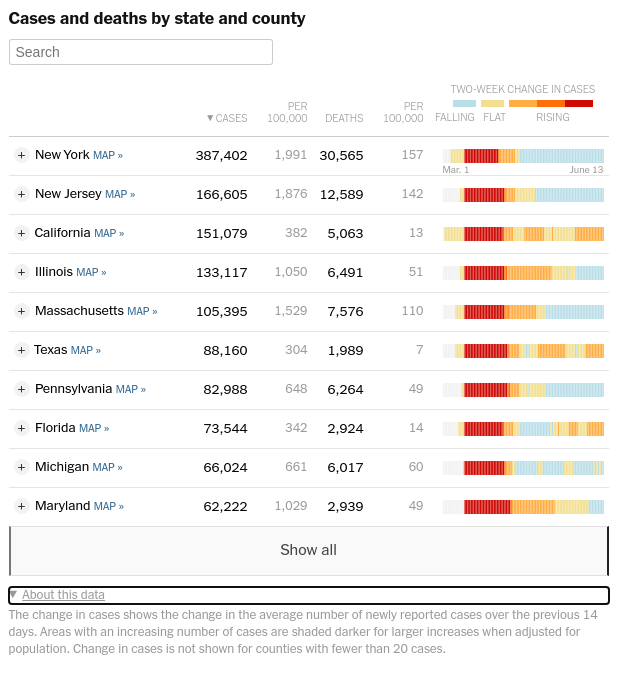 Cases and deaths by state and county
Search
TWO-WEEK CHANGE IN CASES
▼ CASES PER 100,000 DEATHS PER 100,000 FALLING FLAT RISING
+ New York MAP » 387,402 1,991 30,565 157
Mar. 1 June 13
+ New Jersey MAP » 166,605 1,876 12,589 142
+ California MAP » 151,079 382 5,063 13
+ Illinois MAP » 133,117 1,050 6,491 51
+ Massachusetts MAP » 105,395 1,529 7,576 110
+ Texas MAP » 88,160 304 1,989 7
+ Pennsylvania MAP » 82,988 648 6,264 49
+ Florida MAP » 73,544 342 2,924 14
+ Michigan MAP » 66,024 661 6,017 60
+ Maryland MAP » 62,222 1,029 2,939 49
Show all
▼ About this data
The change in cases shows the change in the average number of newly reported cases over the previous 14
days. Areas with an increasing number of cases are shaded darker for larger increases when adjusted for
population. Change in cases is not shown for counties with fewer than 20 cases.